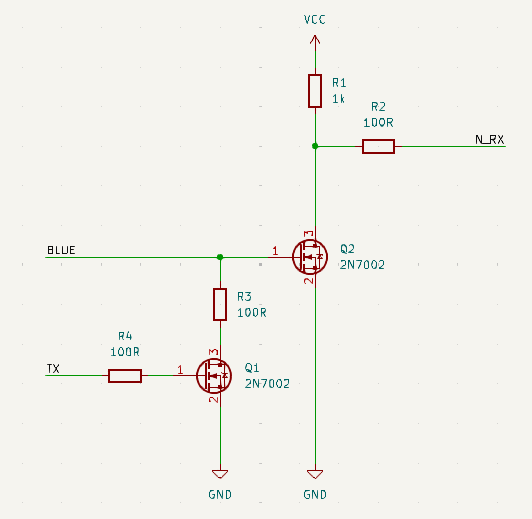 VCC
R1
1k
R2
100R
N_RX
3
BLUE
1
Q2
2N7002
2
R3
100R
R4
100R
3
TX
1
Q1
2N7002
2
GND
GND